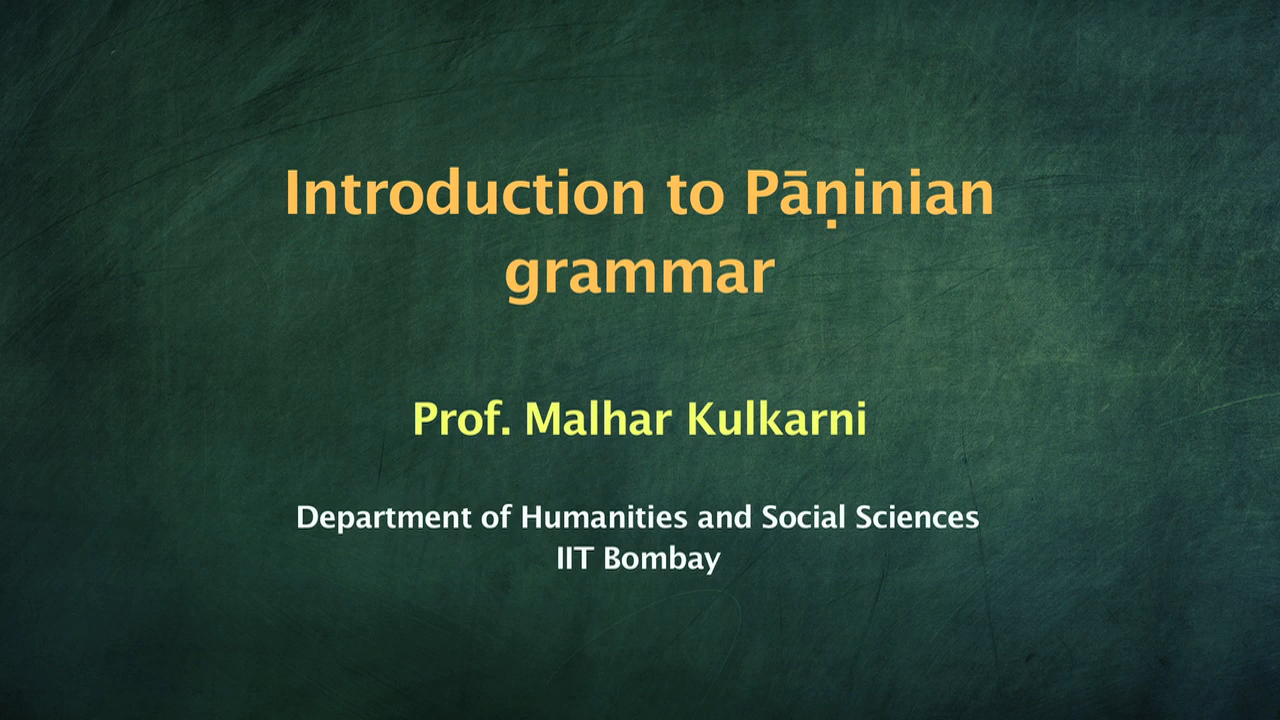 Introduction to Pāṇinian
grammar
Prof. Malhar Kulkarni
Department of Humanities and Social Sciences
IIT Bombay